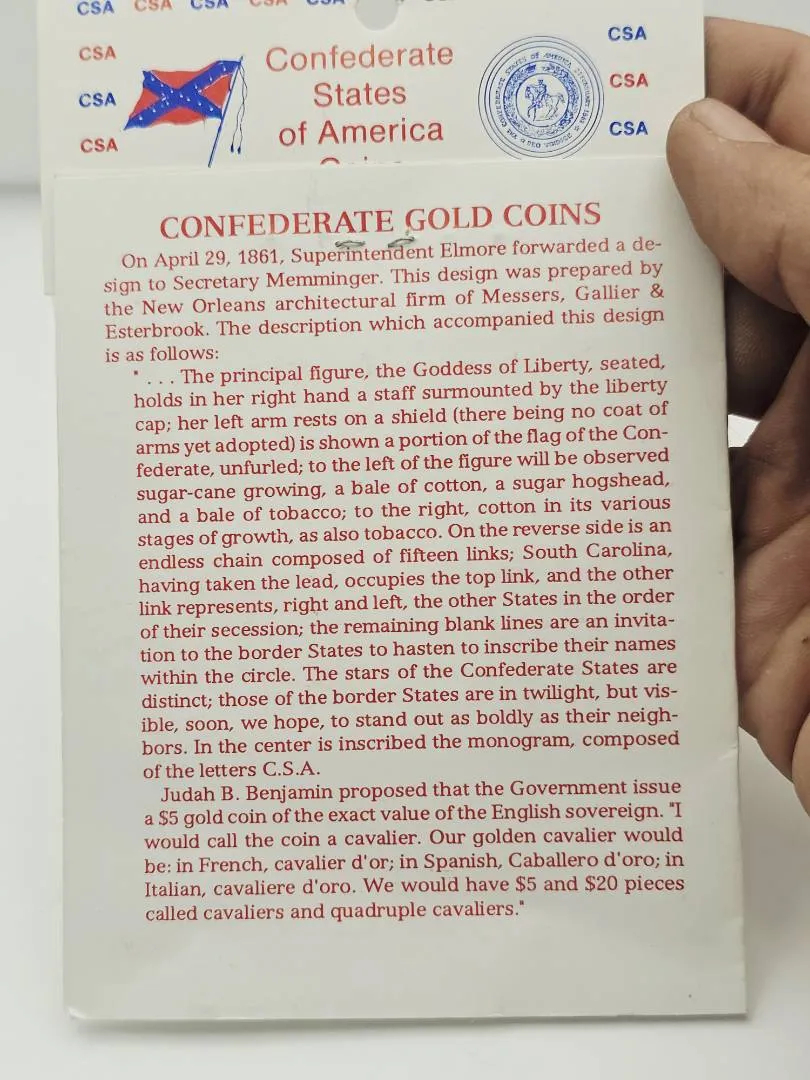 CSA CSA CSA CSA CSA
CSA
CSA
CSA
Confederate
States
of America
CSA
CSA
CSA
CONFEDERATE GOLD COINS
On April 29, 1861, Superintendent Elmore forwarded a de-
sign to Secretary Memminger. This design was prepared by
the New Orleans architectural firm of Messers, Gallier &
Esterbrook. The description which accompanied this design
is as follows:
" . . . The principal figure, the Goddess of Liberty, seated,
holds in her right hand a staff surmounted by the liberty
cap; her left arm rests on a shield (there being no coat of
arms yet adopted) is shown a portion of the flag of the Con-
federate, unfurled; to the left of the figure will be observed
sugar-cane growing, a bale of cotton, a sugar hogshead,
and a bale of tobacco; to the right, cotton in its various
stages of growth, as also tobacco. On the reverse side is an
endless chain composed of fifteen links; South Carolina,
having taken the lead, occupies the top link, and the other
link represents, right and left, the other States in the order
of their secession; the remaining blank lines are an invita-
tion to the border States to hasten to inscribe their names
within the circle. The stars of the Confederate States are
distinct; those of the border States are in twilight, but vis-
ible, soon, we hope, to stand out as boldly as their neigh-
bors. In the center is inscribed the monogram, composed
of the letters C.S.A.
Judah B. Benjamin proposed that the Government issue
a $5 gold coin of the exact value of the English sovereign. "I
would call the coin a cavalier. Our golden cavalier would
be: in French, cavalier d'or; in Spanish, Caballero d'oro; in
Italian, cavaliere d'oro. We would have $5 and $20 pieces
called cavaliers and quadruple cavaliers."